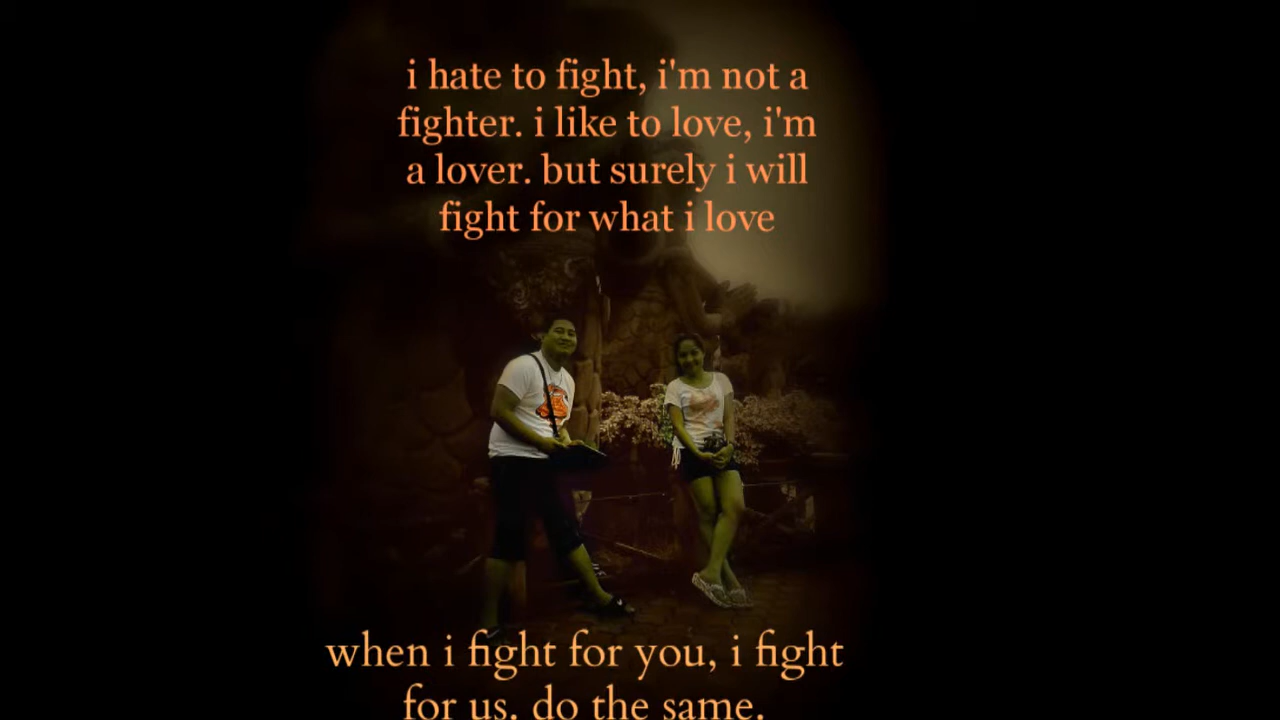 i hate to fight, i'm not a
fighter. i like to love, i'm
a lover. but surely i will
fight for what i love
when i fight for you, i fight
for us. do the same.